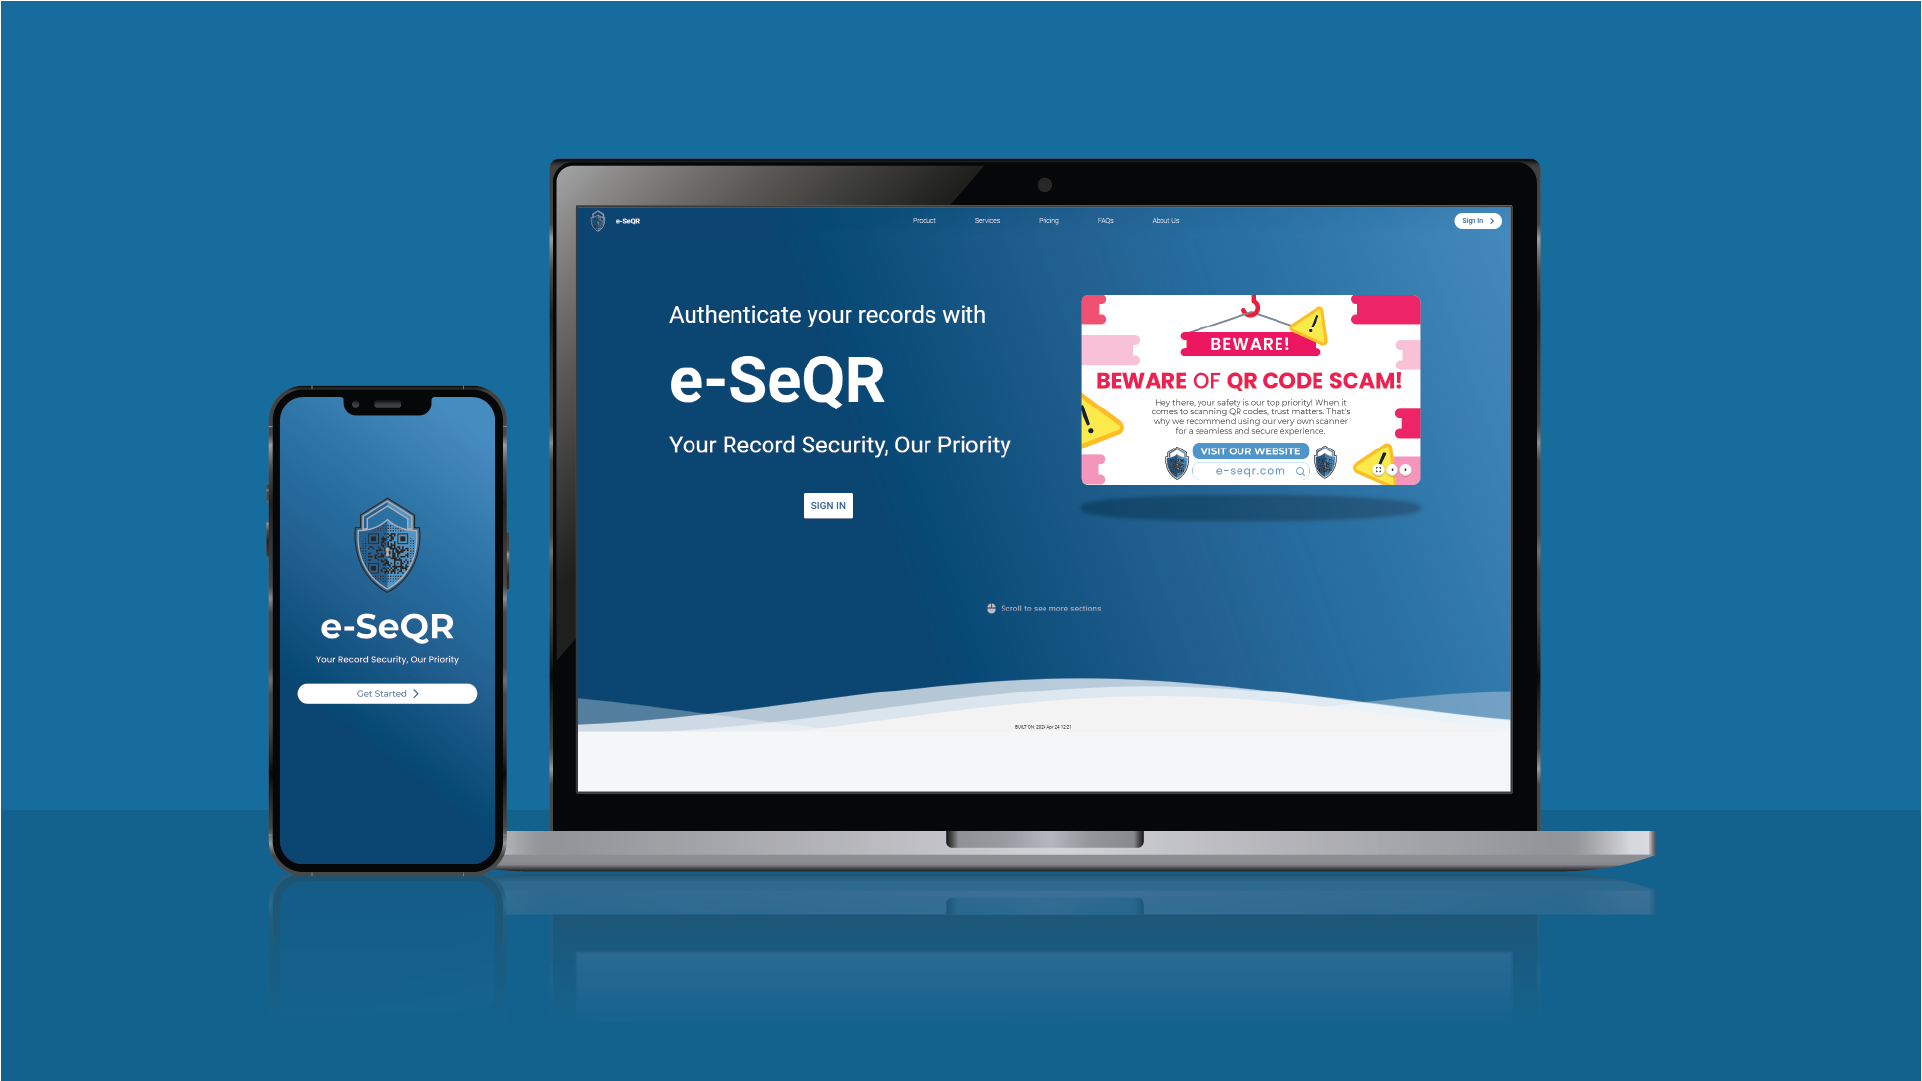 e-SeQR
Product
Services
Pricing
FAQs
About Us
Sign In
Authenticate your records with
e-SeQR
Your Record Security, Our Priority
SIGN IN
BEWARE!
BEWARE OF QR CODE SCAM!
Hey there, your safety is our top priority! When it
comes to scanning QR codes, trust matters. That's
why we recommend using our very own scanner
for a seamless and secure experience.
VISIT OUR WEBSITE
e-seqr.com
Scroll to see more sections
BUILT ON: Apr 24 12:21
e-SeQR
Your Record Security, Our Priority
Get Started